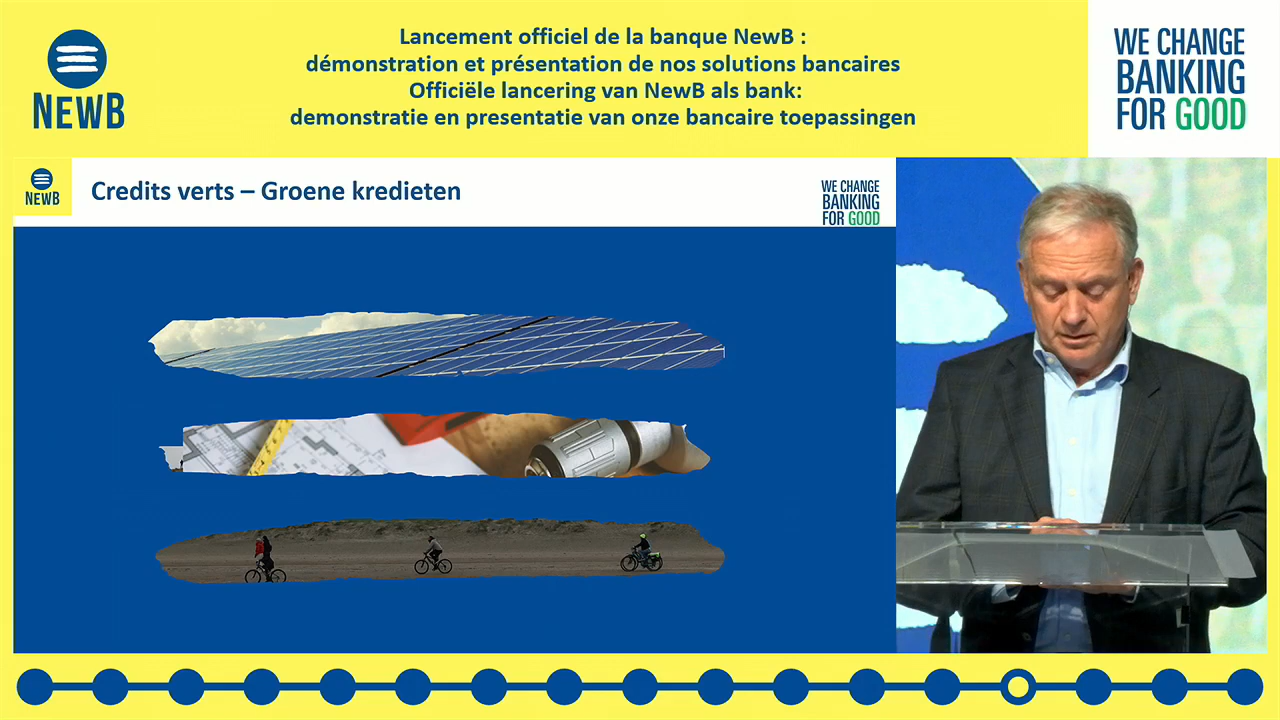 NEWB
Lancement officiel de la banque NewB :
démonstration et présentation de nos solutions bancaires
Officiële lancering van NewB als bank:
demonstratie en presentatie van onze bancaire toepassingen
WE CHANGE
BANKING
FOR GOOD
NEWB
Credits verts – Groene kredieten
WE CHANGE
BANKING
FOR GOOD